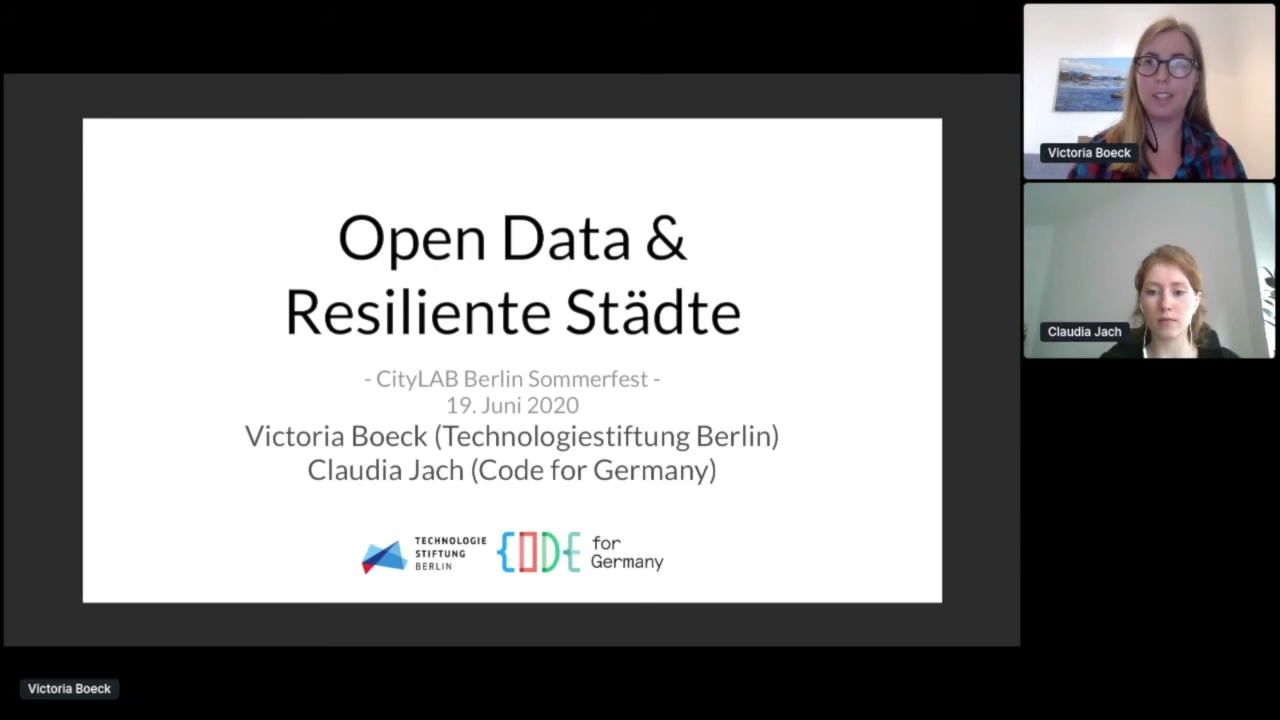 Open Data &
Resiliente Städte
- CityLAB Berlin Sommerfest -
19. Juni 2020
Victoria Boeck (Technologiestiftung Berlin)
Claudia Jach (Code for Germany)
TECHNOLOGIE
STIFTUNG
BERLIN
CODE
for
Germany
Victoria Boeck
Claudia Jach
Victoria Boeck